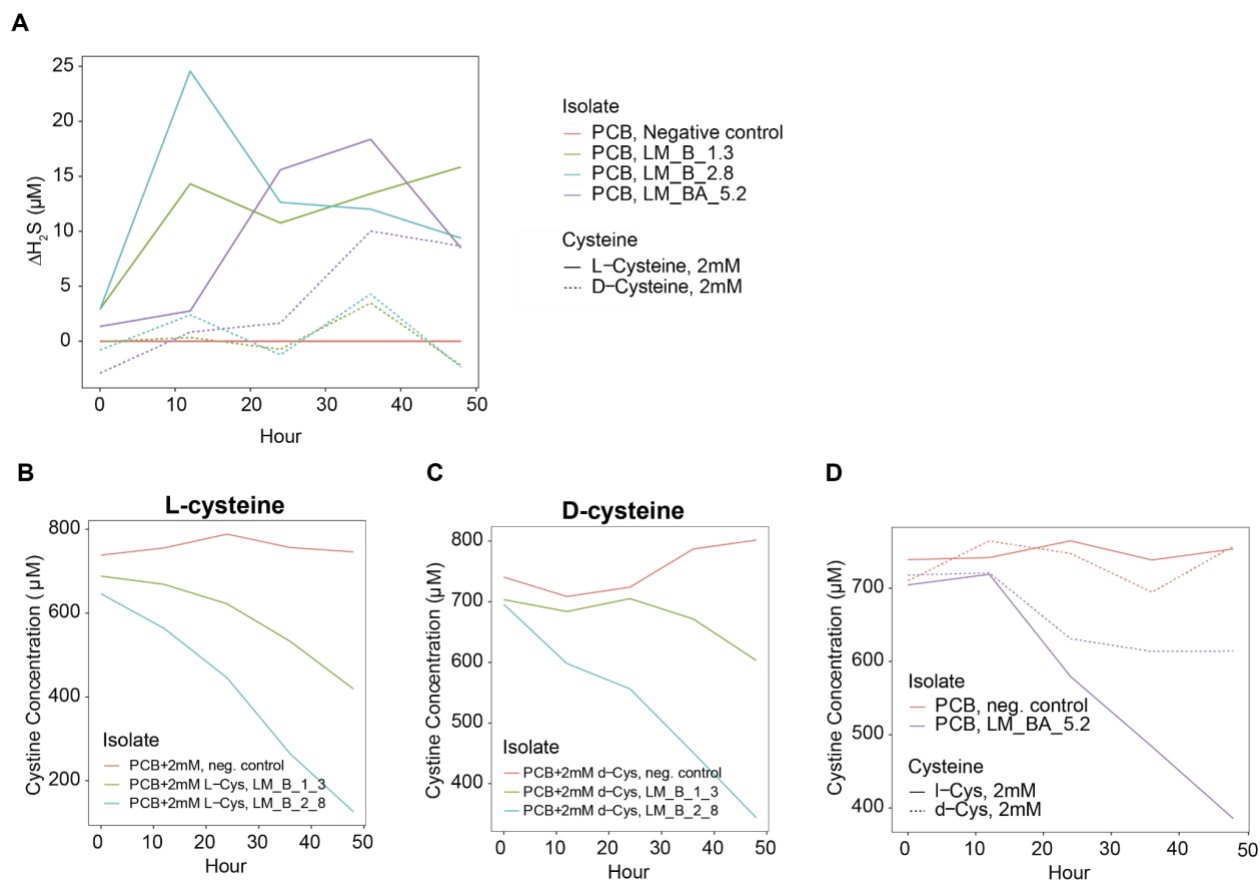 A
25
20
15
10
5
0
ΔH2S (µM)
0 10 20 30 40 50
Hour
Isolate
PCB, Negative control
PCB, LM_B_1.3
PCB, LM_B_2.8
PCB, LM_BA_5.2
Cysteine
L−Cysteine, 2mM
D−Cysteine, 2mM
B
L-cysteine
800
600
400
200
Cystine Concentration ( µM)
Isolate
PCB+2mM, neg. control
PCB+2mM L-Cys, LM_B_1_3
PCB+2mM L-Cys, LM_B_2_8
0 10 20 30 40 50
Hour
C
D-cysteine
800
700
600
500
400
Cystine Concentration (µM)
Isolate
PCB+2mM d−Cys, neg. control
PCB+2mM d−Cys, LM_B_1_3
PCB+2mM d−Cys, LM_B_2_8
0 10 20 30 40 50
Hour
D
700
600
500
400
Cystine Concentration (µM)
Isolate
PCB, neg. control
PCB, LM_BA_5.2
Cysteine
l−Cys, 2mM
d−Cys, 2mM
0 10 20 30 40 50
Hour